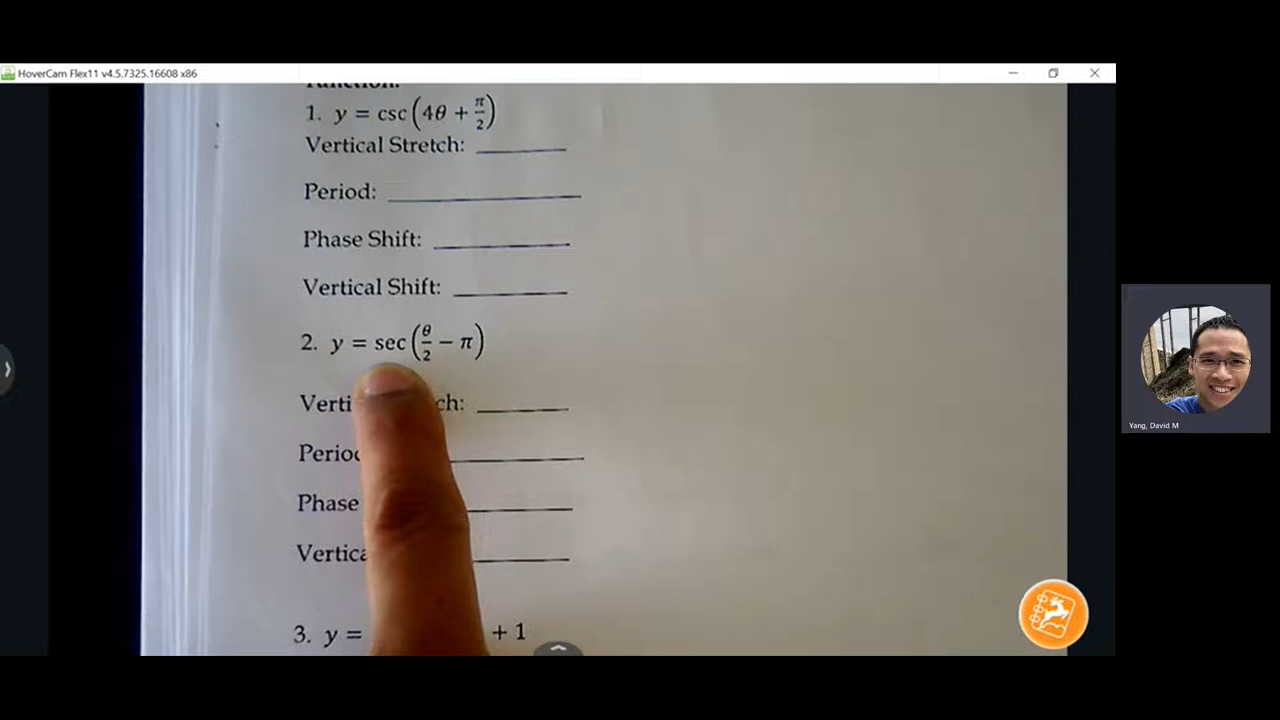 HoverCam Flex11 v4.5.7325.16608 x86
Function:
1. y = csc(4θ + π/2)
Vertical Stretch:
Period:
Phase Shift:
Vertical Shift:
2. y = sec(θ/2 − π)
Verti ch:
Perio
Phase
Vertica
3. y = + 1
Yang, David M